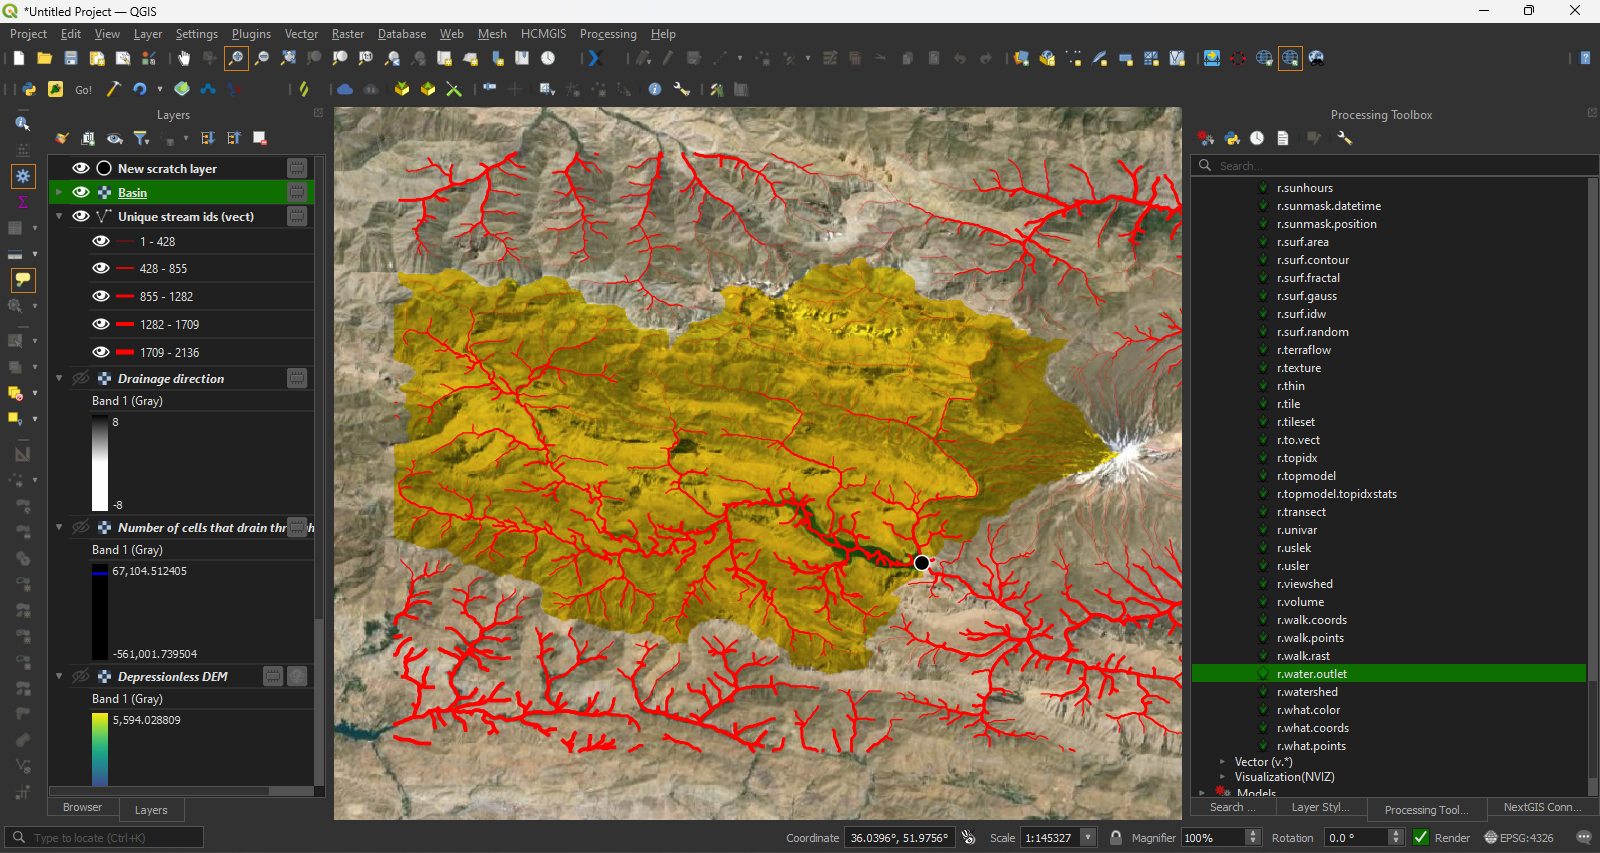 *Untitled Project — QGIS
Project Edit View Layer Settings Plugins Vector Raster Database Web Mesh HCMGIS Processing Help
Go!
Layers
New scratch layer
Basin
Unique stream ids (vect)
1 - 428
428 - 855
855 - 1282
1282 - 1709
1709 - 2136
Drainage direction
Band 1 (Gray)
8
-8
Number of cells that drain
Band 1 (Gray)
67,104.512405
-561,001.739504
Depressionless DEM
Band 1 (Gray)
5,594.028809
Browser
Layers
Processing Toolbox
Search...
r.sunhours
r.sunmask.datetime
r.sunmask.position
r.surf.area
r.surf.contour
r.surf.fractal
r.surf.gauss
r.surf.idw
r.surf.random
r.terraflow
r.texture
r.thin
r.tile
r.tileset
r.to.vect
r.topidx
r.topmodel
r.topmodel.topidxstats
r.transect
r.univar
r.uslek
r.usler
r.viewshed
r.volume
r.walk.coords
r.walk.points
r.walk.rast
r.water.outlet
r.watershed
r.what.color
r.what.coords
r.what.points
Vector (v.*)
Visualization(NVIZ)
Models
Search ...
Layer Styl...
Processing Tool...
NextGIS Conn...
Type to locate (Ctrl+K)
Coordinate 36.0396°, 51.9756° Scale 1:145327 Magnifier 100% Rotation 0.0 ° Render EPSG:4326